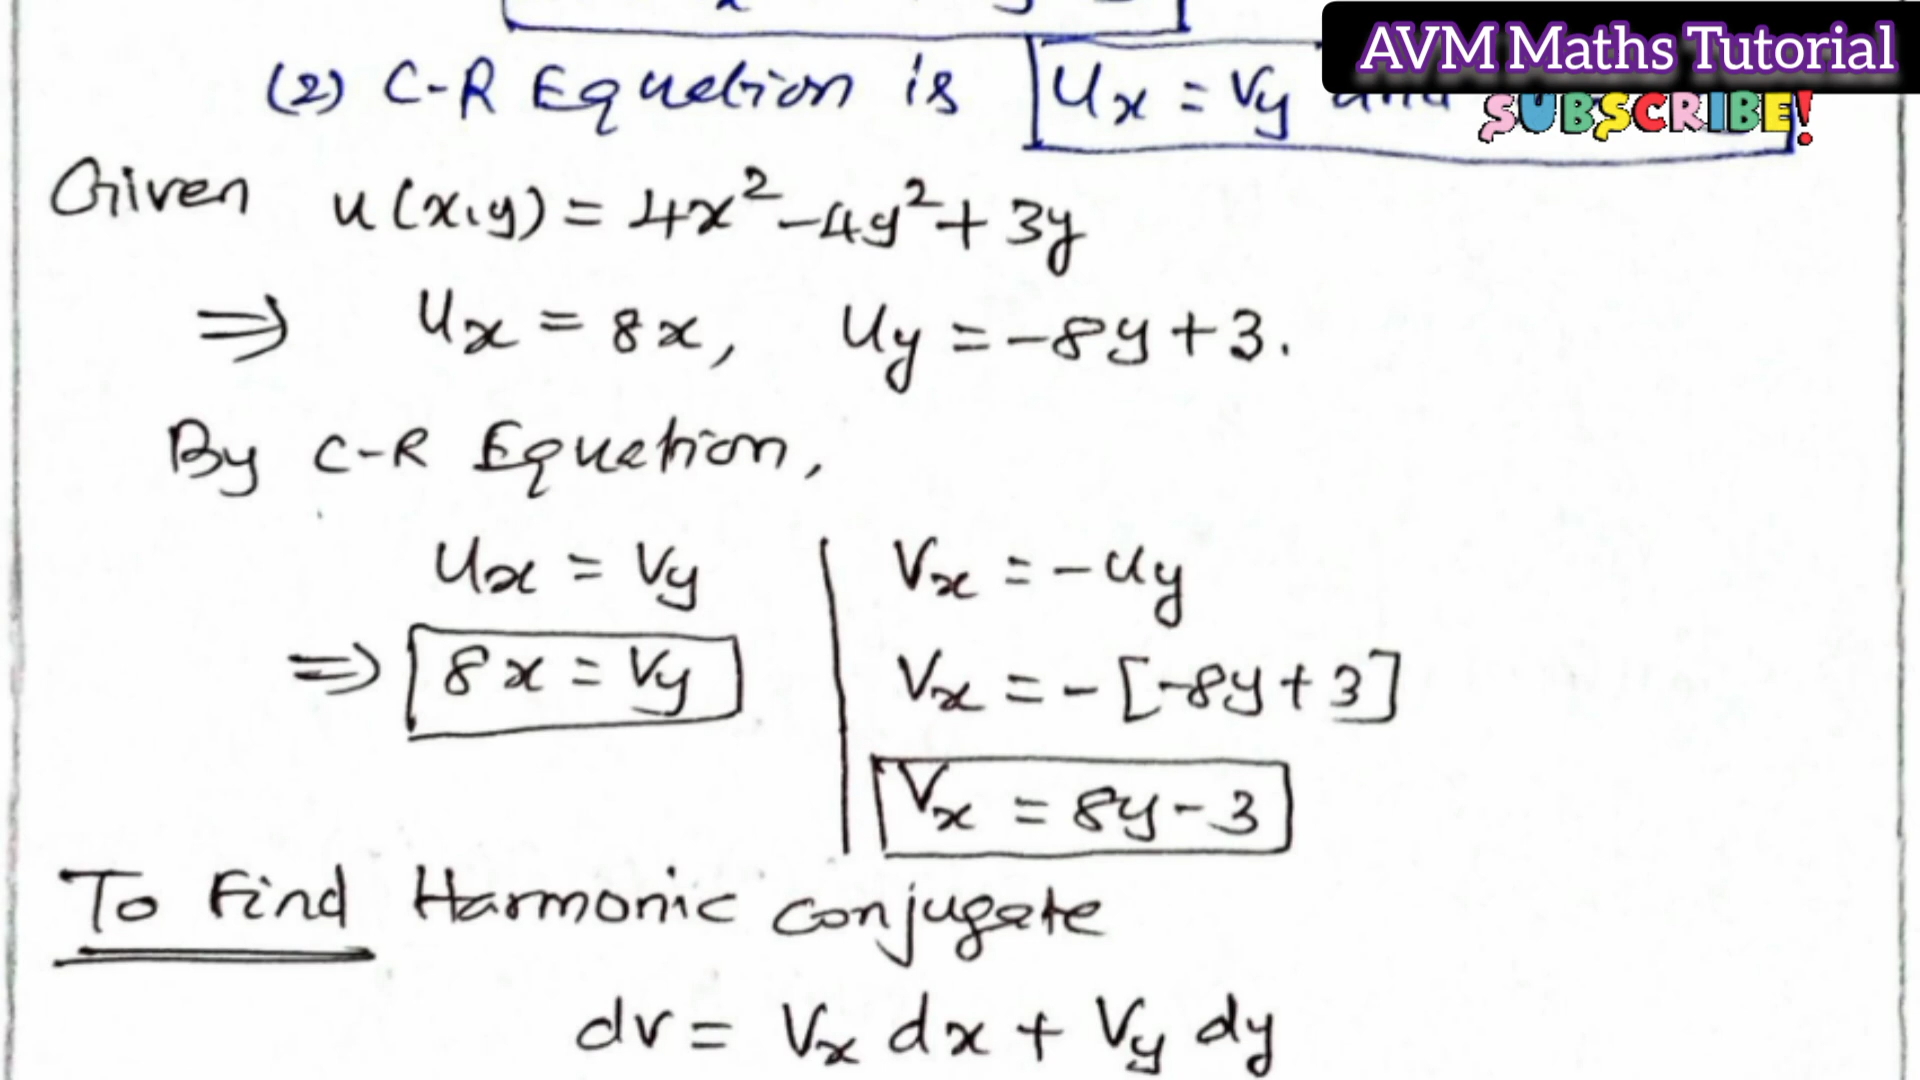 AVM Maths Tutorial
SUBSCRIBE!
(2) C-R Equation is Ux = Vy and
Given u(x,y) = 4x² - 4y² + 3y
⇒ Ux = 8x, Uy = -8y + 3.
By C-R Equation,
Ux = Vy
⇒ 8x = Vy
Vx = -Uy
Vx = -[-8y + 3]
Vx = 8y - 3
To Find Harmonic conjugate
dv = Vx dx + Vy dy